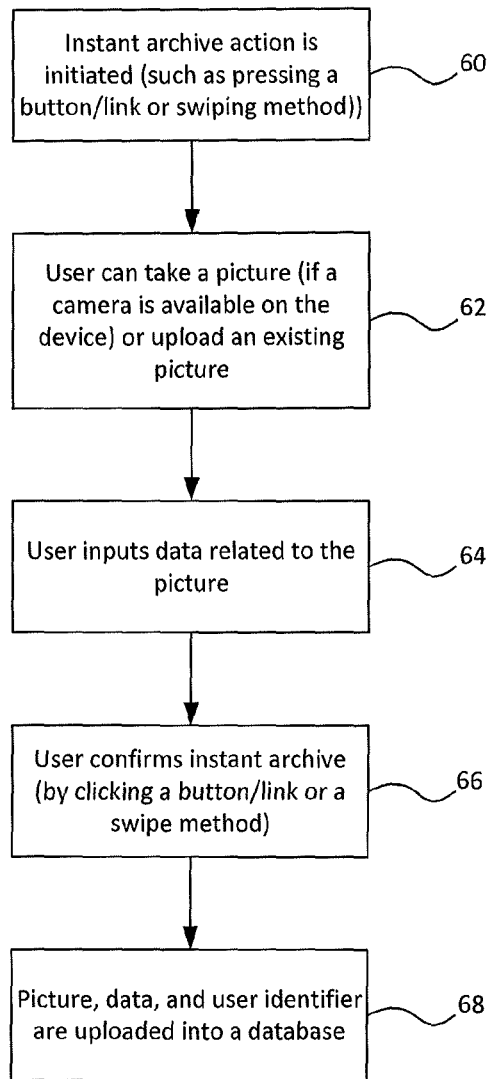 Instant archive action is
initiated (such as pressing a
button/link or swiping method))
60
User can take a picture (if a
camera is available on the
device) or upload an existing
picture
62
User inputs data related to the
picture
64
User confirms instant archive
(by clicking a button/link or a
swipe method)
66
Picture, data, and user identifier
are uploaded into a database
68